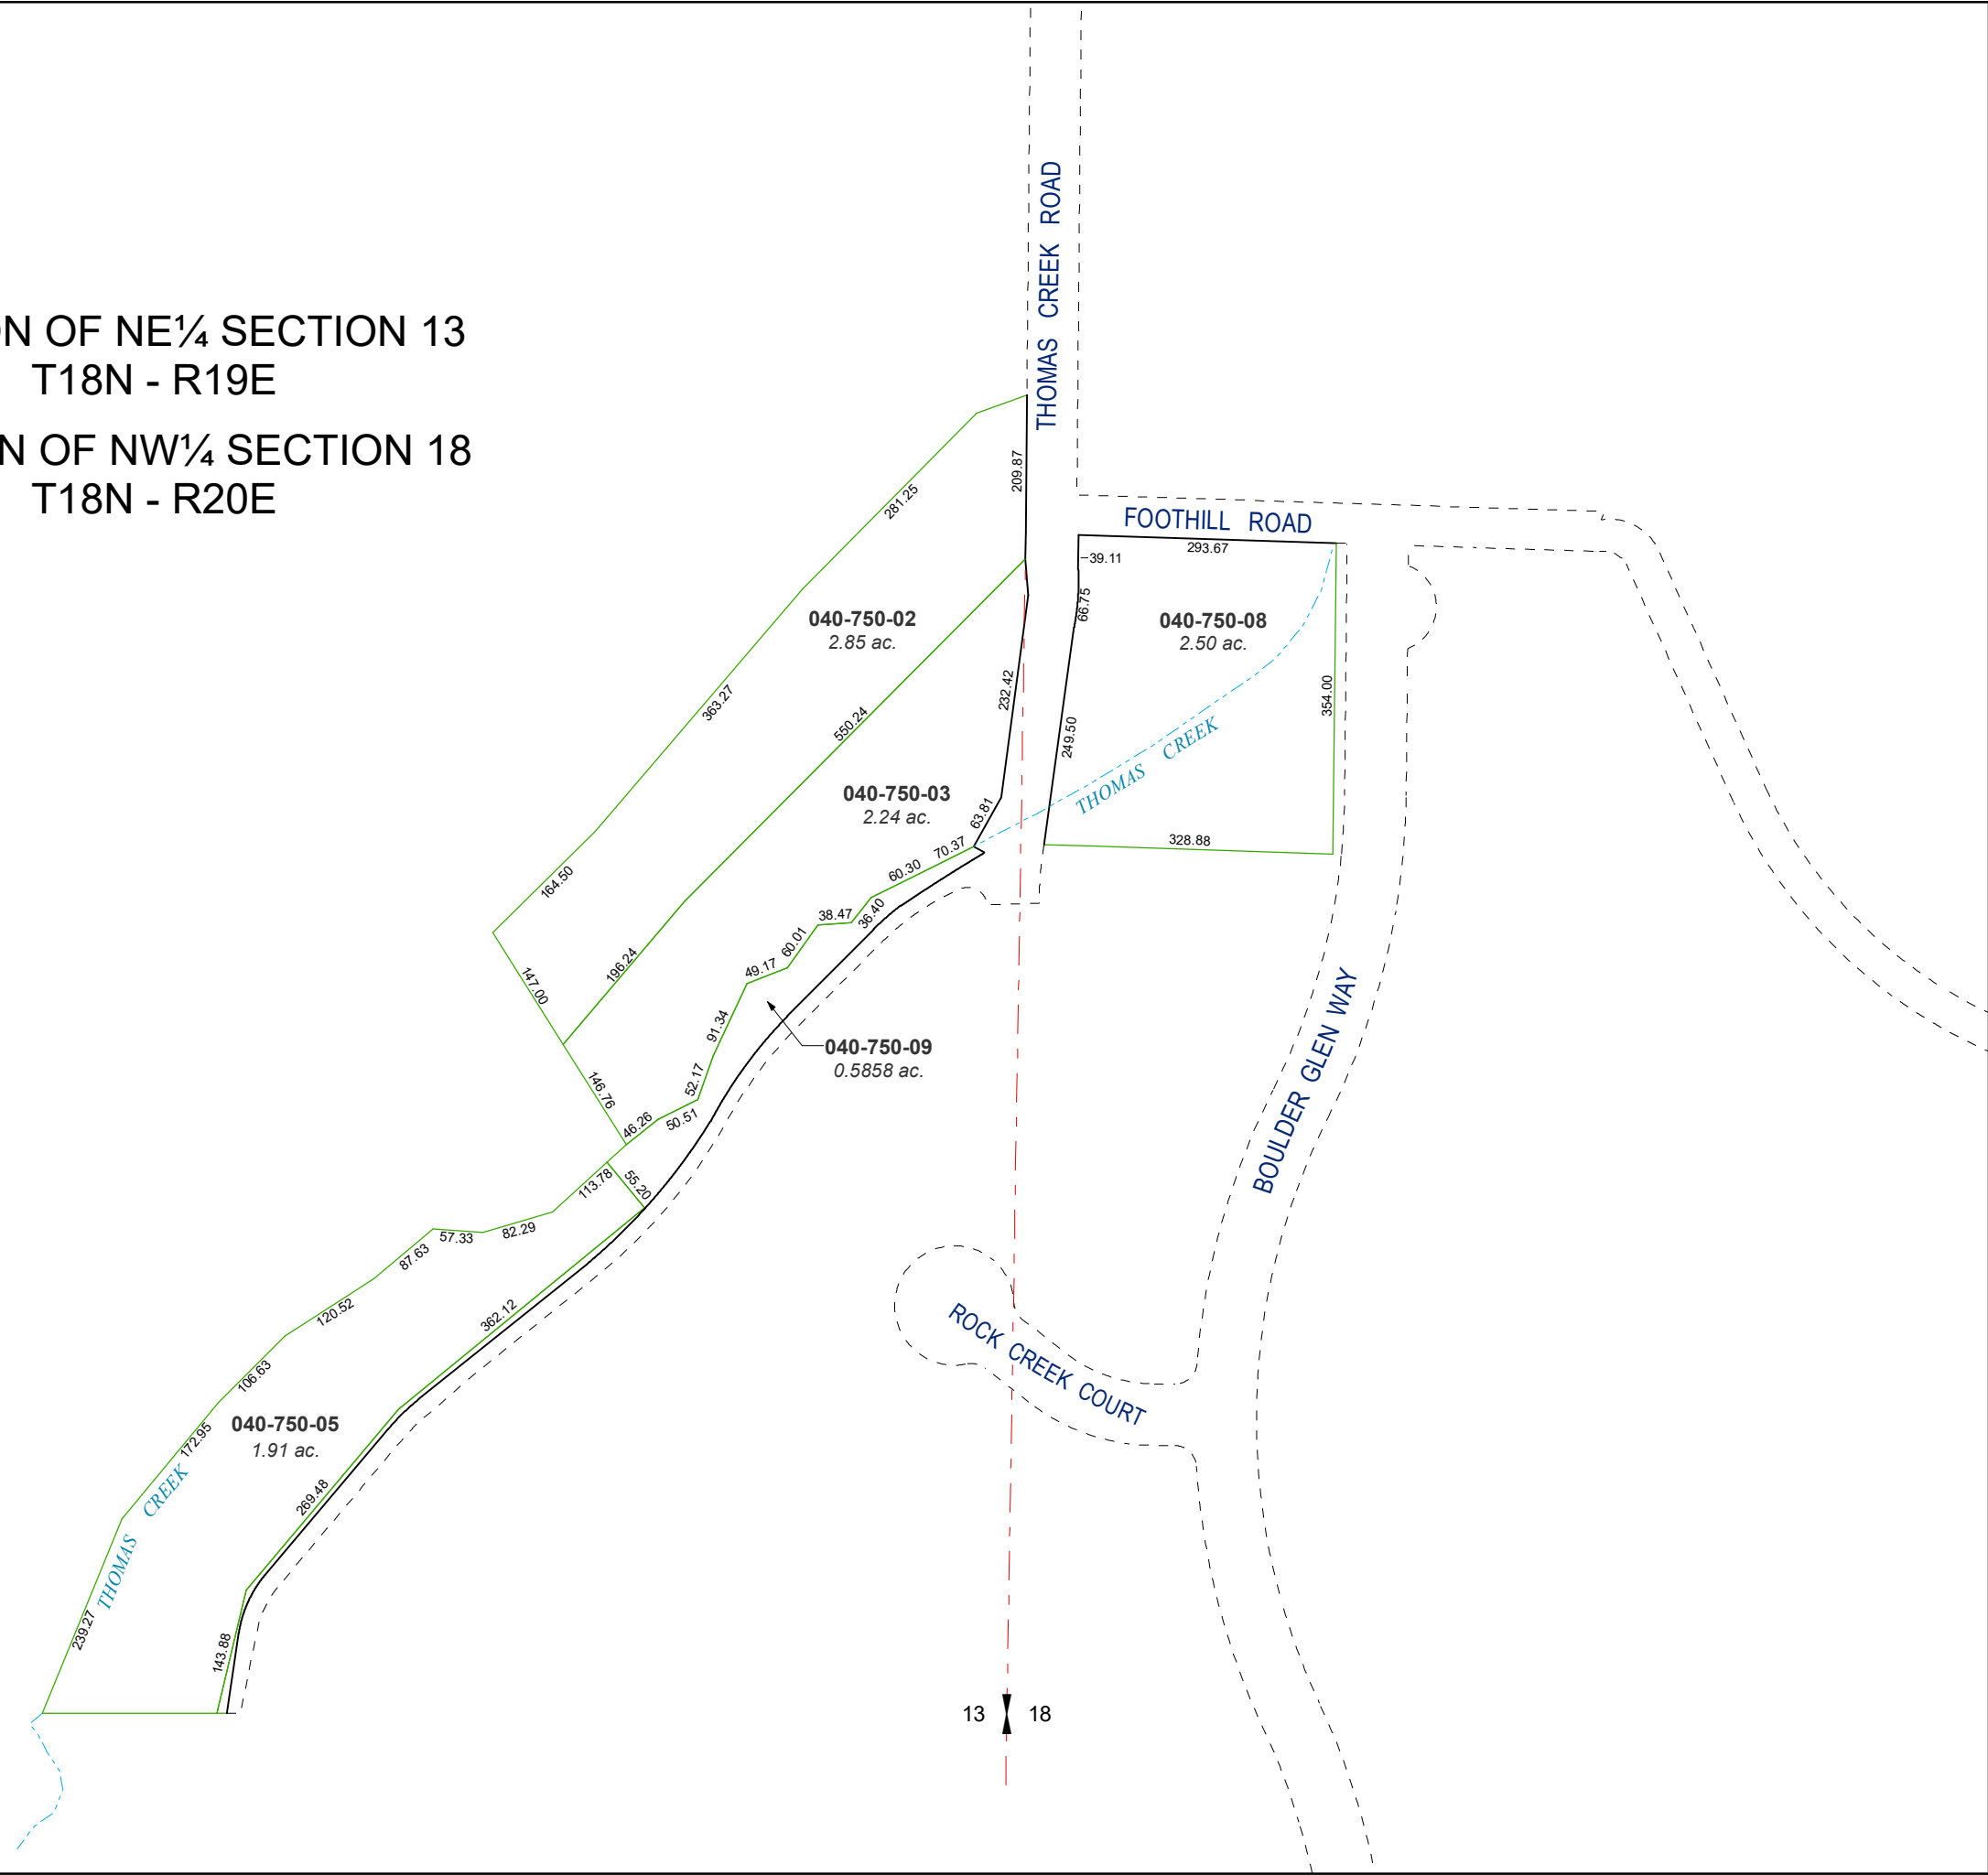 N OF NE¼ SECTION 13
T18N - R19E
N OF NW¼ SECTION 18
T18N - R20E
THOMAS CREEK ROAD
FOOTHILL ROAD
209.87
281.25
293.67
39.11
66.75
040-750-02
2.85 ac.
040-750-08
2.50 ac.
363.27
550.24
232.42
249.50
354.00
THOMAS CREEK
040-750-03
2.24 ac.
63.81
70.37
60.30
328.88
164.50
38.47
36.40
60.01
196.24
49.17
147.00
91.34
040-750-09
0.5858 ac.
BOULDER GLEN WAY
52.17
146.76
46.26
50.51
113.78
55.20
82.29
57.33
87.63
120.52
362.12
ROCK CREEK COURT
106.63
040-750-05
1.91 ac.
172.95
THOMAS CREEK
269.48
239.27
143.88
13 18